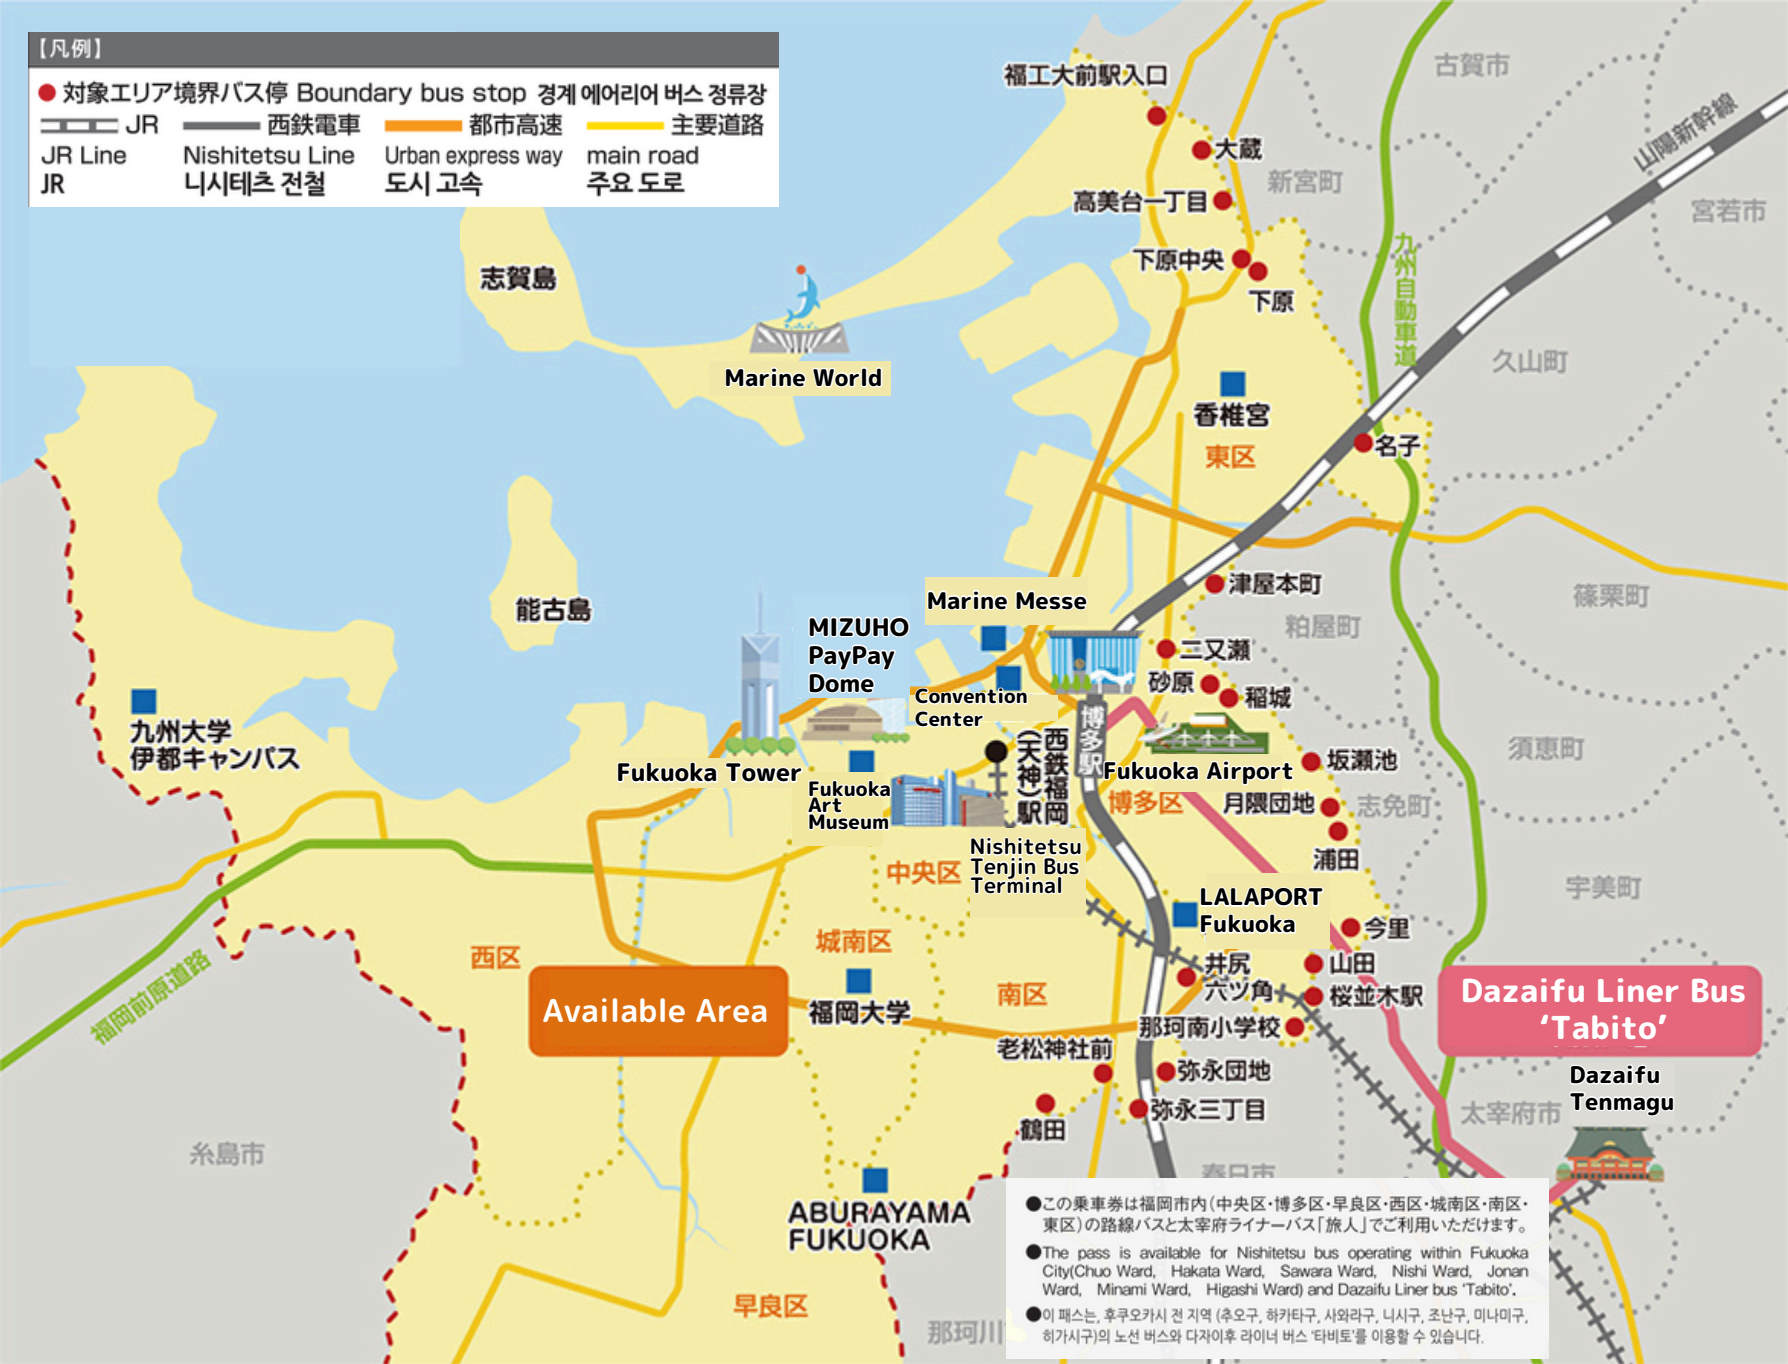 【凡例】
対象エリア境界バス停 Boundary bus stop 경계 에어리어 버스 정류장
JR 西鉄電車 都市高速 主要道路
JR Line Nishitetsu Line Urban express way main road
JR 니시테츠 전철 도시 고속 주요 도로
福工大前駅入口
古賀市
山陽新幹線
大蔵
新宮町
高美台一丁目
宮若市
下原中央
下原
九州自動車道
志賀島
Marine World
久山町
香椎宮
東区
名子
津屋本町
篠栗町
粕屋町
能古島
Marine Messe
MIZUHO
PayPay
Dome
二又瀬
砂原
稲城
Convention
Center
九州大学
伊都キャンパス
博多駅
西鉄福岡
(天神)駅
須恵町
坂瀬池
Fukuoka Tower
Fukuoka Airport
Fukuoka
Art
Museum
博多区
月隈団地
志免町
浦田
Nishitetsu
Tenjin Bus
Terminal
中央区
宇美町
LALAPORT
Fukuoka
今里
城南区
西区
福岡前原道路
井尻
六ツ角
山田
桜並木駅
南区
Available Area
福岡大学
Dazaifu Liner Bus
‘Tabito’
那珂南小学校
老松神社前
弥永団地
Dazaifu
Tenmagu
太宰府市
弥永三丁目
鶴田
糸島市
春日市
ABURAYAMA
FUKUOKA
早良区
那珂川
●この乗車券は福岡市内(中央区・博多区・早良区・西区・城南区・南区・
東区)の路線バスと太宰府ライナーバス「旅人」でご利用いただけます。
●The pass is available for Nishitetsu bus operating within Fukuoka
City(Chuo Ward, Hakata Ward, Sawara Ward, Nishi Ward, Jonan
Ward, Minami Ward, Higashi Ward) and Dazaifu Liner bus ‘Tabito’.
●이 패스는, 후쿠오카시 전 지역 (추오구, 하카타구, 사와라구, 니시구, 조난구, 미나미구,
히가시구)의 노선 버스와 다자이후 라이너 버스 ‘타비토’를 이용할 수 있습니다.